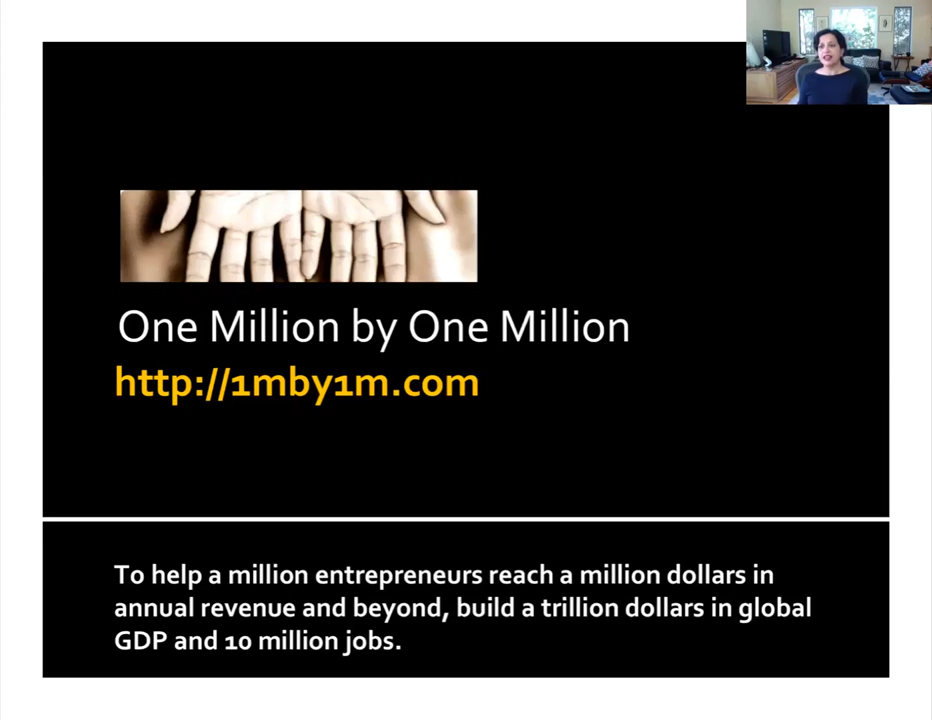 One Million by One Million
http://1mby1m.com
To help a million entrepreneurs reach a million dollars in
annual revenue and beyond, build a trillion dollars in global
GDP and 10 million jobs.